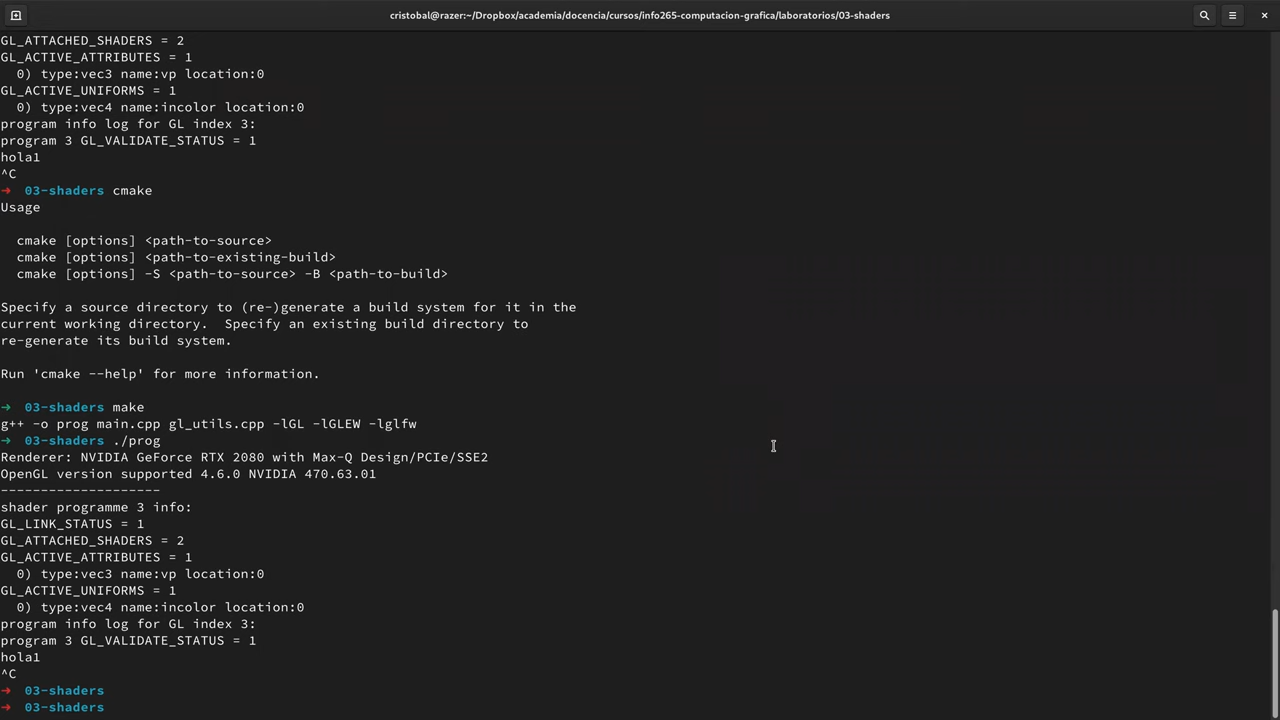 cristobal@razer:~/Dropbox/academia/docencia/cursos/info265-computacion-grafica/laboratorios/03-shaders
GL_ATTACHED_SHADERS = 2
GL_ACTIVE_ATTRIBUTES = 1
  0) type:vec3 name:vp location:0
GL_ACTIVE_UNIFORMS = 1
  0) type:vec4 name:incolor location:0
program info log for GL index 3:
program 3 GL_VALIDATE_STATUS = 1
hola1
^C
➜  03-shaders cmake
Usage
  cmake [options] <path-to-source>
  cmake [options] <path-to-existing-build>
  cmake [options] -S <path-to-source> -B <path-to-build>
Specify a source directory to (re-)generate a build system for it in the
current working directory.  Specify an existing build directory to
re-generate its build system.
Run 'cmake --help' for more information.
➜  03-shaders make
g++ -o prog main.cpp gl_utils.cpp -lGL -lGLEW -lglfw
➜  03-shaders ./prog
Renderer: NVIDIA GeForce RTX 2080 with Max-Q Design/PCIe/SSE2
OpenGL version supported 4.6.0 NVIDIA 470.63.01
--------------------
shader programme 3 info:
GL_LINK_STATUS = 1
GL_ATTACHED_SHADERS = 2
GL_ACTIVE_ATTRIBUTES = 1
  0) type:vec3 name:vp location:0
GL_ACTIVE_UNIFORMS = 1
  0) type:vec4 name:incolor location:0
program info log for GL index 3:
program 3 GL_VALIDATE_STATUS = 1
hola1
^C
➜  03-shaders
➜  03-shaders